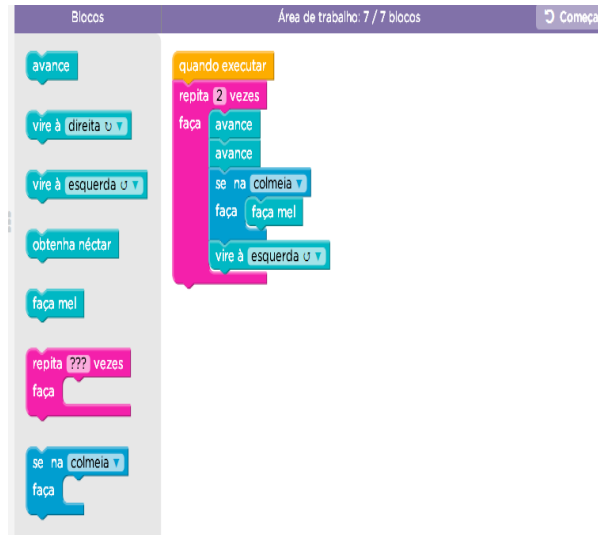 Blocos
Área de trabalho: 7 / 7 blocos
Começa
avance
vire à direita ↻ ▼
vire à esquerda ↺ ▼
obtenha néctar
faça mel
repita ??? vezes
faça
se na colmeia ▼
faça
quando executar
repita 2 vezes
faça avance
avance
se na colmeia ▼
faça faça mel
vire à esquerda ↺ ▼